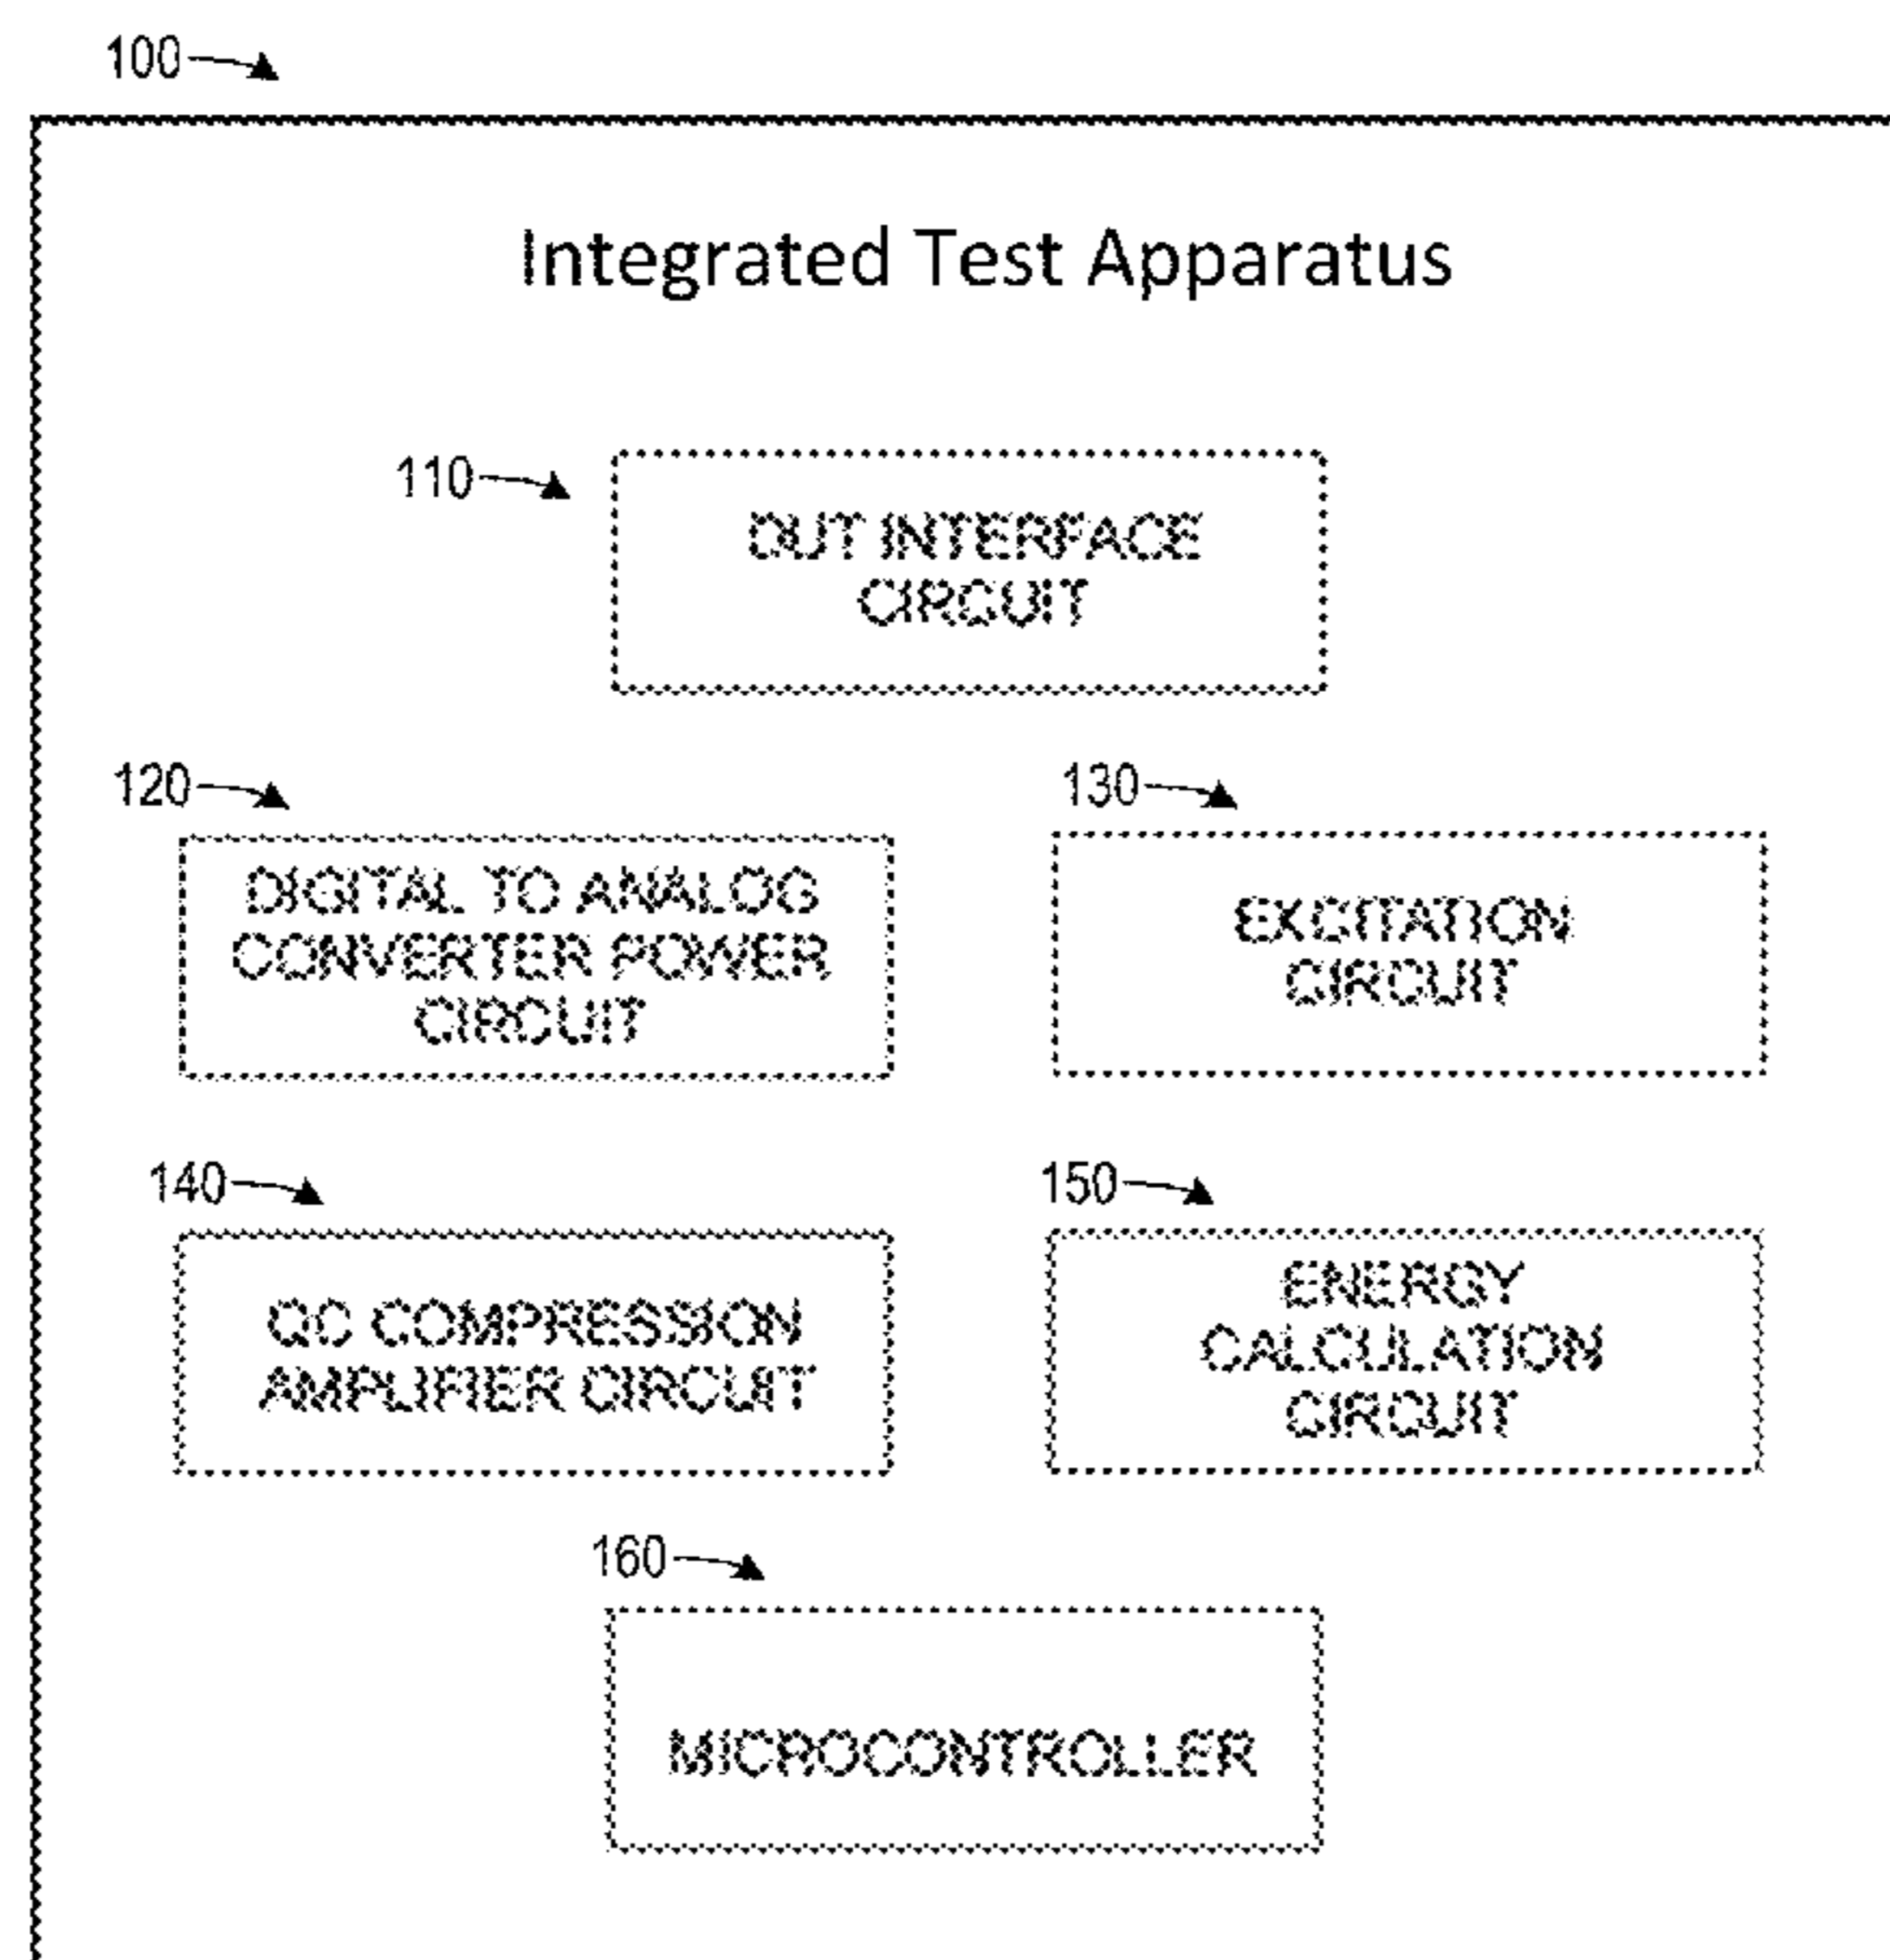 100
Integrated Test Apparatus
110
DUT INTERFACE
CIRCUIT
120
130
DIGITAL TO ANALOG
CONVERTER POWER
CIRCUIT
EXCITATION
CIRCUIT
140
150
QC COMPRESSION
AMPLIFIER CIRCUIT
ENERGY
CALCULATION
CIRCUIT
160
MICROCONTROLLER